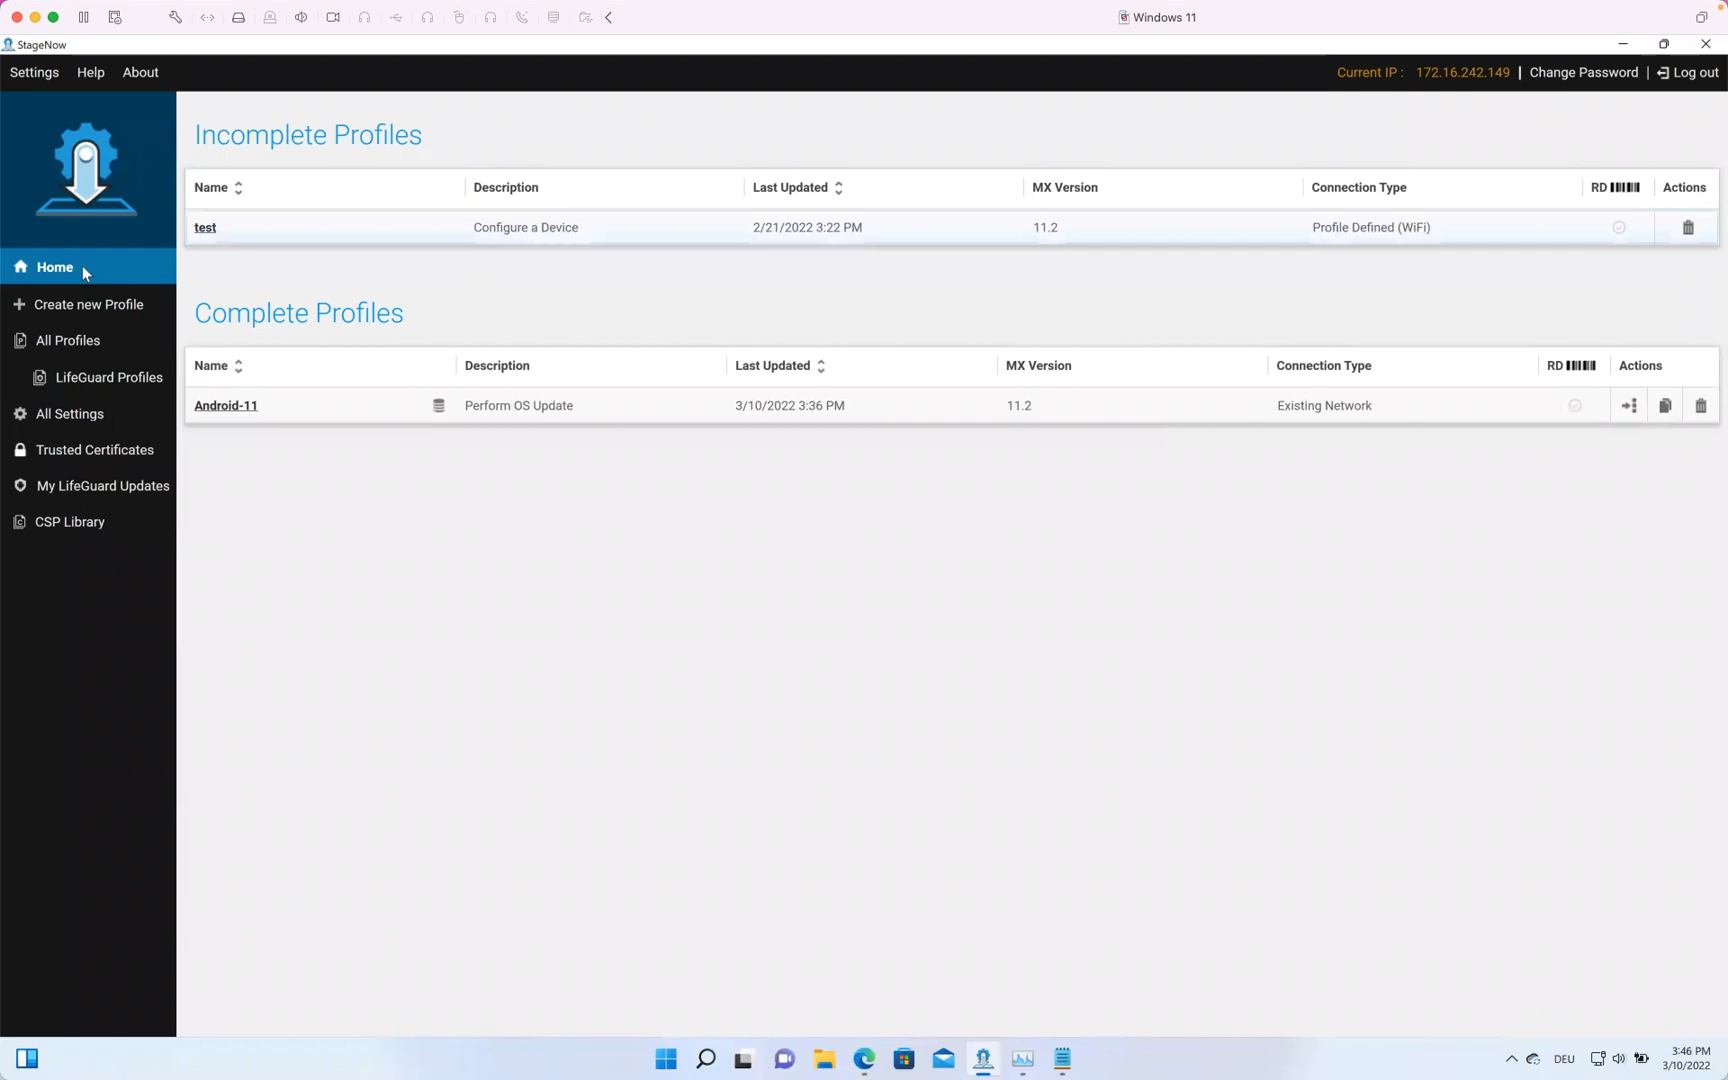 Windows 11
StageNow
Settings Help About Current IP : 172.16.242.149 | Change Password | Log out
Incomplete Profiles
Name Description Last Updated MX Version Connection Type RD Actions
test Configure a Device 2/21/2022 3:22 PM 11.2 Profile Defined (WiFi)
Home
Create new Profile
All Profiles
LifeGuard Profiles
All Settings
Trusted Certificates
My LifeGuard Updates
CSP Library
Complete Profiles
Name Description Last Updated MX Version Connection Type RD Actions
Android-11 Perform OS Update 3/10/2022 3:36 PM 11.2 Existing Network
DEU
3:46 PM
3/10/2022